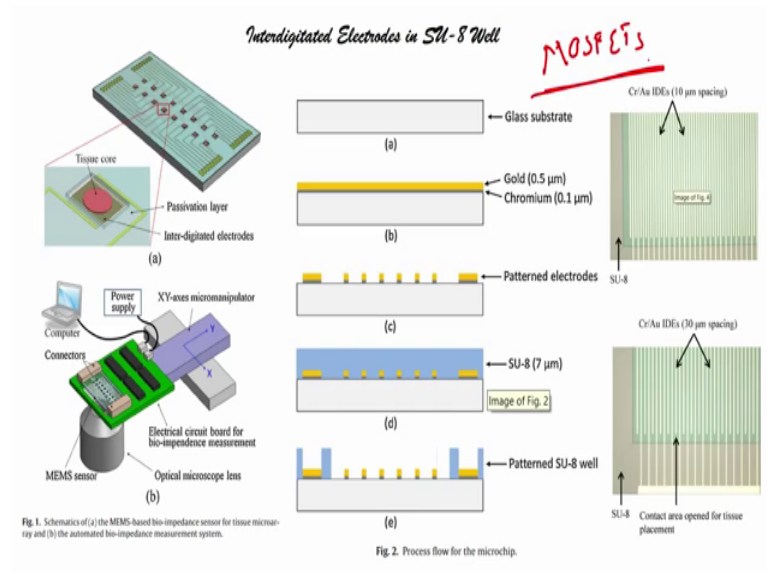 Interdigitated Electrodes in SU-8 Well
MOSFETs
Tissue core
Passivation layer
Inter-digitated electrodes
(a)
Power
supply
XY-axes micromanipulator
Computer
Connectors
Y
X
Electrical circuit board for
bio-impendence measurement
MEMS sensor
Optical microscope lens
(b)
Fig. 1. Schematics of (a) the MEMS-based bio-impedance sensor for tissue microar-
ray and (b) the automated bio-impedance measurement system.
Glass substrate
(a)
Gold (0.5 μm)
Chromium (0.1 μm)
(b)
Patterned electrodes
(c)
SU-8 (7 μm)
Image of Fig. 2
(d)
Patterned SU-8 well
(e)
Fig. 2. Process flow for the microchip.
Cr/Au IDEs (10 μm spacing)
Image of Fig. 4
SU-8
Cr/Au IDEs (30 μm spacing)
SU-8
Contact area opened for tissue
placement